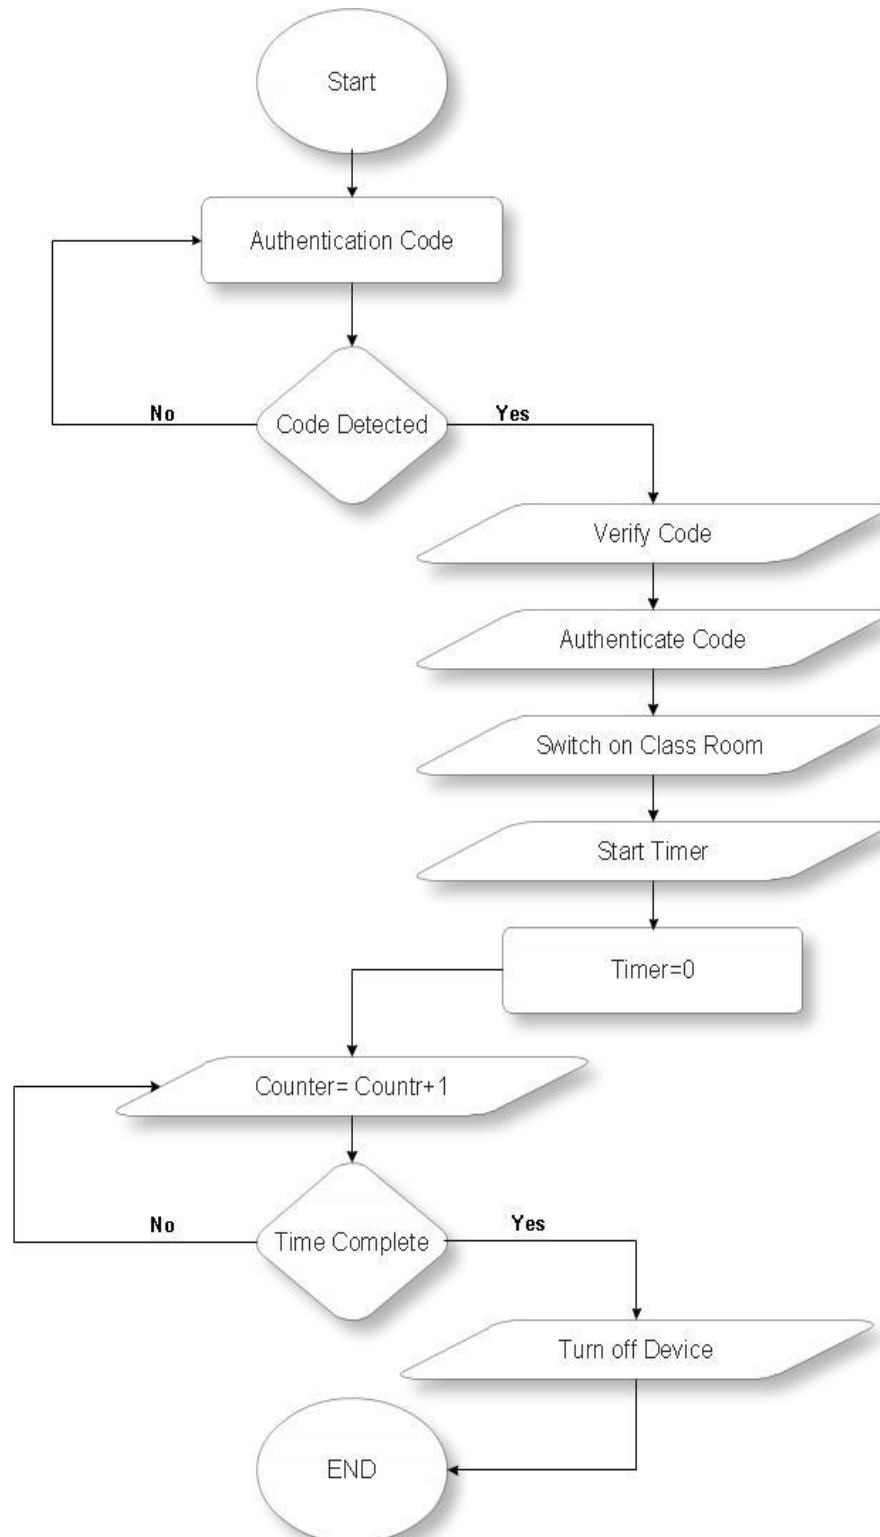 Start
Authentication Code
Code Detected
No
Yes
Verify Code
Authenticate Code
Switch on Class Room
Start Timer
Timer=0
Counter= Countr+1
Time Complete
No
Yes
Turn off Device
END